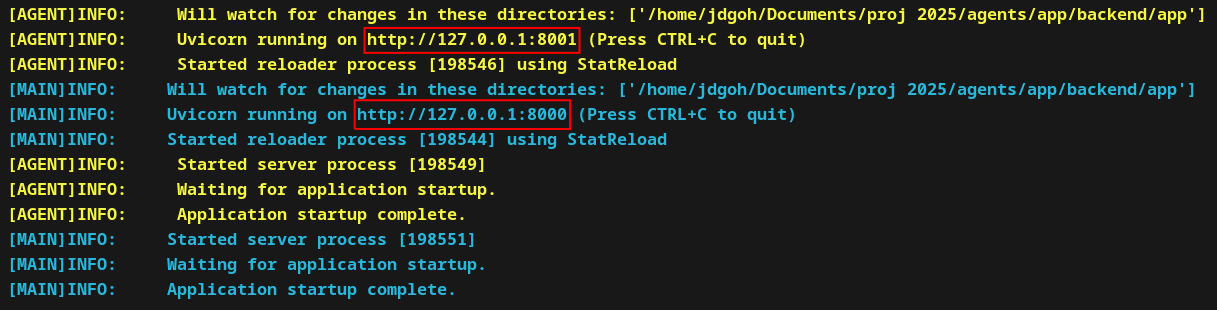 [AGENT]INFO:     Will watch for changes in these directories: ['/home/jdgoh/Documents/proj 2025/agents/app/backend/app']
[AGENT]INFO:     Uvicorn running on http://127.0.0.1:8001 (Press CTRL+C to quit)
[AGENT]INFO:     Started reloader process [198546] using StatReload
[MAIN]INFO:     Will watch for changes in these directories: ['/home/jdgoh/Documents/proj 2025/agents/app/backend/app']
[MAIN]INFO:     Uvicorn running on http://127.0.0.1:8000 (Press CTRL+C to quit)
[MAIN]INFO:     Started reloader process [198544] using StatReload
[AGENT]INFO:     Started server process [198549]
[AGENT]INFO:     Waiting for application startup.
[AGENT]INFO:     Application startup complete.
[MAIN]INFO:     Started server process [198551]
[MAIN]INFO:     Waiting for application startup.
[MAIN]INFO:     Application startup complete.